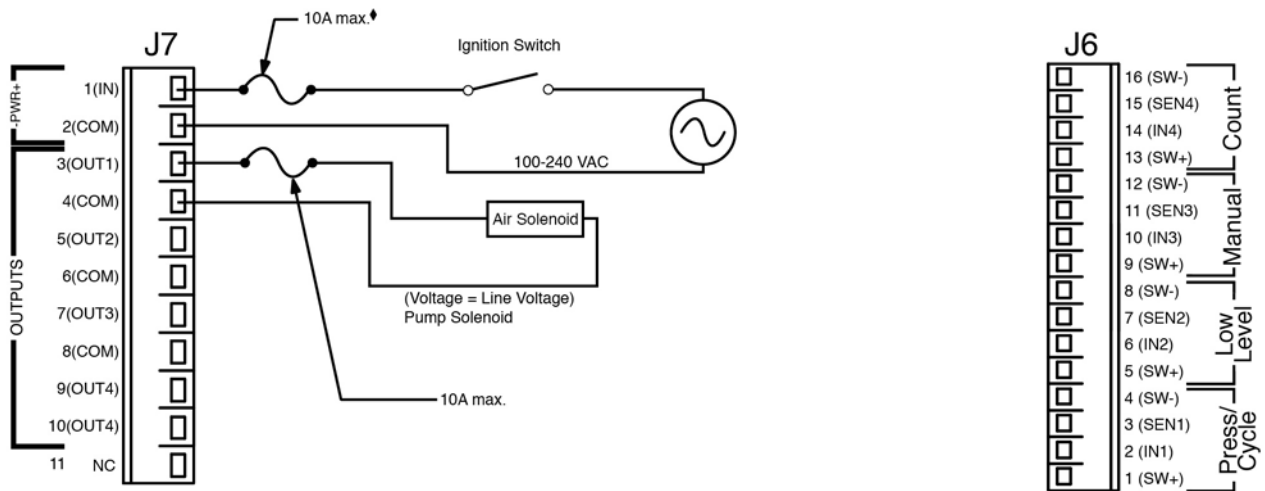 10A max.♦
J7
Ignition Switch
-PWR+
1(IN)
2(COM)
100-240 VAC
OUTPUTS
3(OUT1)
4(COM)
5(OUT2)
6(COM)
7(OUT3)
8(COM)
9(OUT4)
10(OUT4)
11 NC
Air Solenoid
(Voltage = Line Voltage)
Pump Solenoid
10A max.
J6
16 (SW-)
15 (SEN4)
14 (IN4)
13 (SW+)
Count
12 (SW-)
11 (SEN3)
10 (IN3)
9 (SW+)
Manual
8 (SW-)
7 (SEN2)
6 (IN2)
5 (SW+)
Low
Level
4 (SW-)
3 (SEN1)
2 (IN1)
1 (SW+)
Press/
Cycle